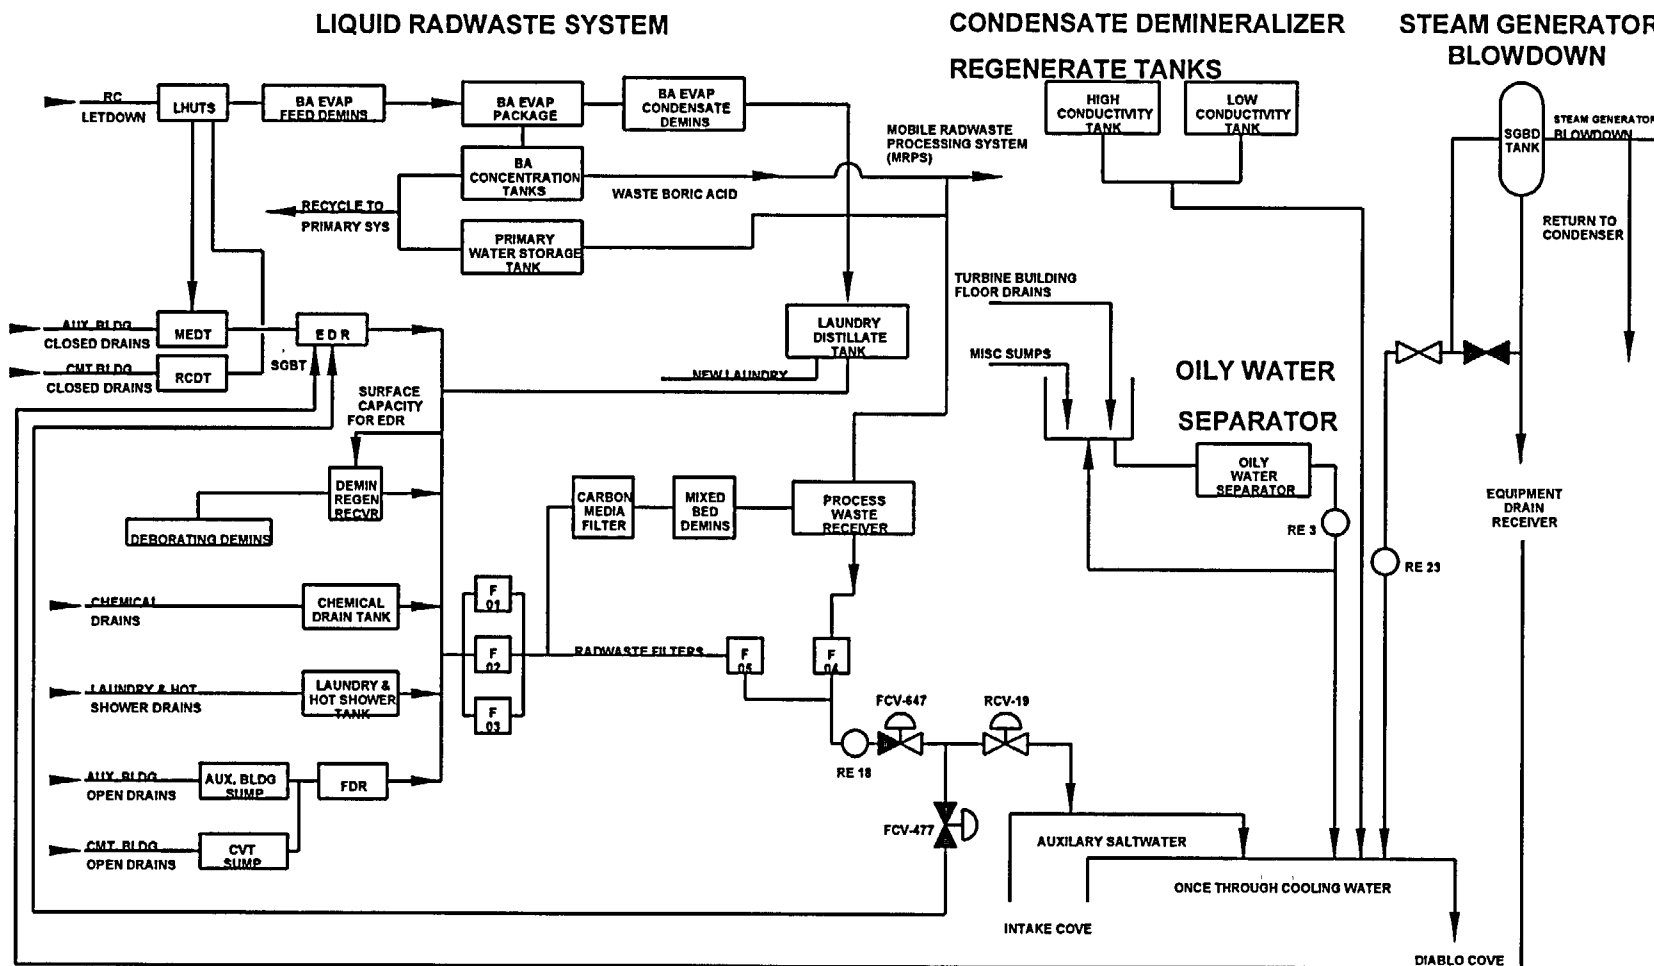 LIQUID RADWASTE SYSTEM
CONDENSATE DEMINERALIZER
REGENERATE TANKS
STEAM GENERATOR
BLOWDOWN
RC
LETDOWN
LHUTS
BA EVAP
FEED DEMINS
BA EVAP
PACKAGE
BA EVAP
CONDENSATE
DEMINS
BA
CONCENTRATION
TANKS
WASTE BORIC ACID
MOBILE RADWASTE
PROCESSING SYSTEM
(MRPS)
RECYCLE TO
PRIMARY SYS
PRIMARY
WATER STORAGE
TANK
HIGH
CONDUCTIVITY
TANK
LOW
CONDUCTIVITY
TANK
SGBD
TANK
STEAM GENERATOR
BLOWDOWN
RETURN TO
CONDENSER
AUX. BLDG
CLOSED DRAINS
MEDT
E D R
SGBT
CMT BLDG
CLOSED DRAINS
RCDT
LAUNDRY
DISTILLATE
TANK
NEW LAUNDRY
TURBINE BUILDING
FLOOR DRAINS
MISC SUMPS
OILY WATER
SEPARATOR
OILY
WATER
SEPARATOR
RE 3
RE 23
EQUIPMENT
DRAIN
RECEIVER
SURFACE
CAPACITY
FOR EDR
DEMIN
REGEN
RECVR
DEBORATING DEMINS
CARBON
MEDIA
FILTER
MIXED
BED
DEMINS
PROCESS
WASTE
RECEIVER
CHEMICAL
DRAINS
CHEMICAL
DRAIN TANK
F
01
F
02
F
03
RADWASTE FILTERS
F
05
F
04
LAUNDRY & HOT
SHOWER DRAINS
LAUNDRY &
HOT SHOWER
TANK
FCV-647
RCV-19
RE 18
FCV-477
AUX. BLDG
OPEN DRAINS
AUX. BLDG
SUMP
FDR
CMT. BLDG
OPEN DRAINS
CVT
SUMP
AUXILARY SALTWATER
ONCE THROUGH COOLING WATER
INTAKE COVE
DIABLO COVE